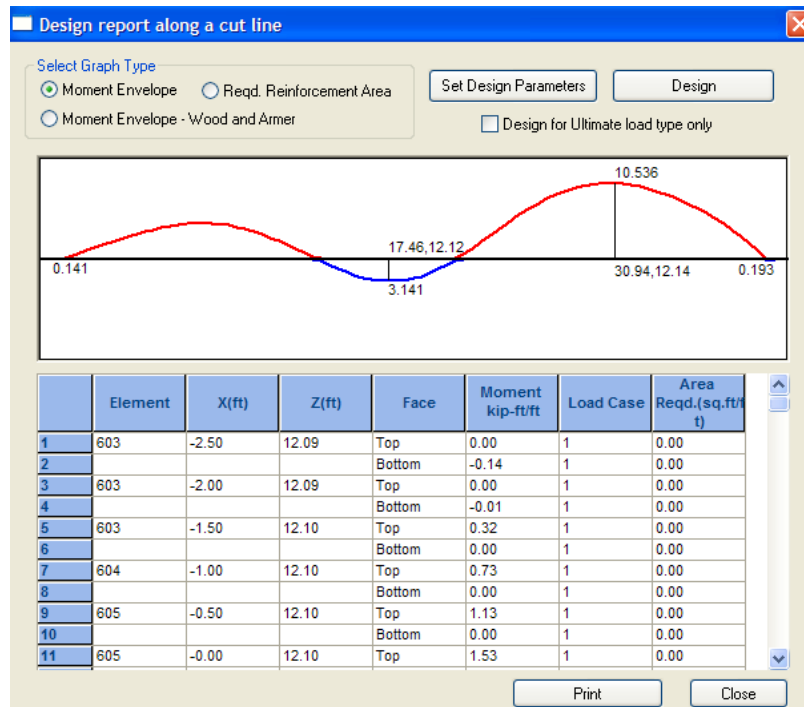 Design report along a cut line
Select Graph Type
Moment Envelope Reqd. Reinforcement Area
Moment Envelope - Wood and Armer
Set Design Parameters Design
Design for Ultimate load type only
10.536
17.46,12.12
0.141 30.94,12.14 0.193
3.141
Element X(ft) Z(ft) Face Moment kip-ft/ft Load Case Area Reqd.(sq.ft/ft)
1 603 -2.50 12.09 Top 0.00 1 0.00
2 Bottom -0.14 1 0.00
3 603 -2.00 12.09 Top 0.00 1 0.00
4 Bottom -0.01 1 0.00
5 603 -1.50 12.10 Top 0.32 1 0.00
6 Bottom 0.00 1 0.00
7 604 -1.00 12.10 Top 0.73 1 0.00
8 Bottom 0.00 1 0.00
9 605 -0.50 12.10 Top 1.13 1 0.00
10 Bottom 0.00 1 0.00
11 605 -0.00 12.10 Top 1.53 1 0.00
Print Close